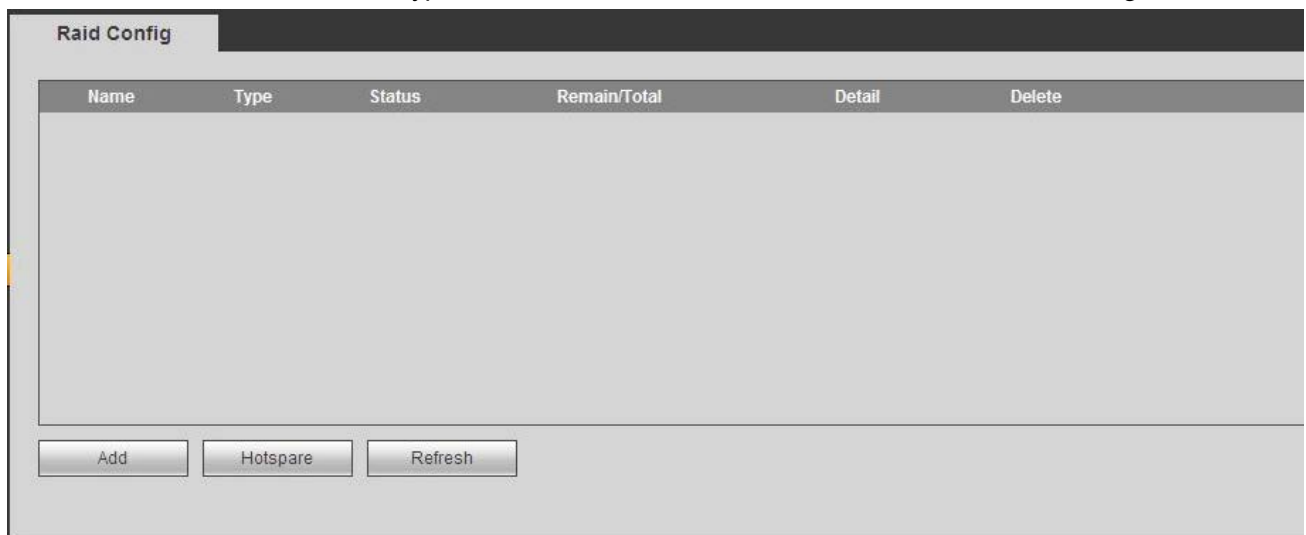 Raid Config
Name Type Status Remain/Total Detail Delete
Add Hotspare Refresh